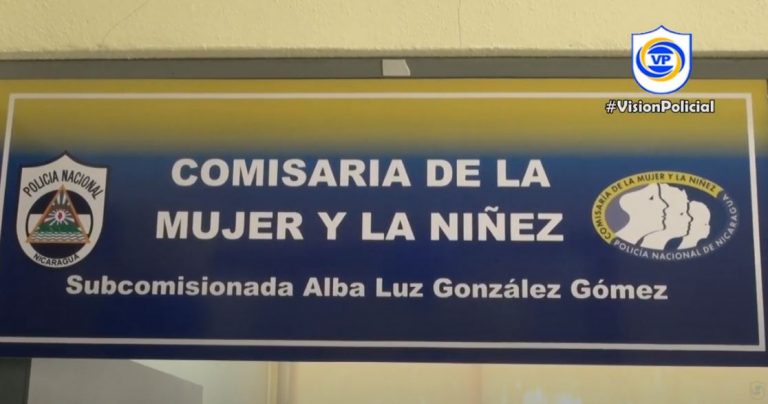 VP
#VisionPolicial
POLICIA NACIONAL
NICARAGUA
COMISARIA DE LA
MUJER Y LA NIÑEZ
Subcomisionada Alba Luz González Gómez
COMISARIA DE LA MUJER Y LA NIÑEZ
POLICIA NACIONAL DE NICARAGUA